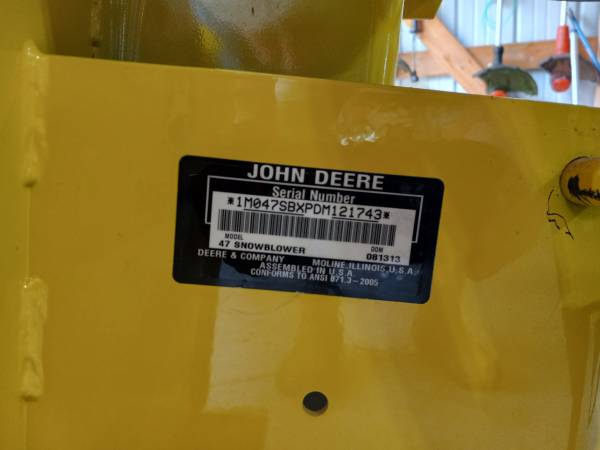 JOHN DEERE
Serial Number
*1M047SBXPDM121743*
MODEL DOM
47 SNOWBLOWER 081313
DEERE & COMPANY MOLINE, ILLINOIS, U.S.A.
ASSEMBLED IN U.S.A.
CONFORMS TO ANSI B71.3-2005